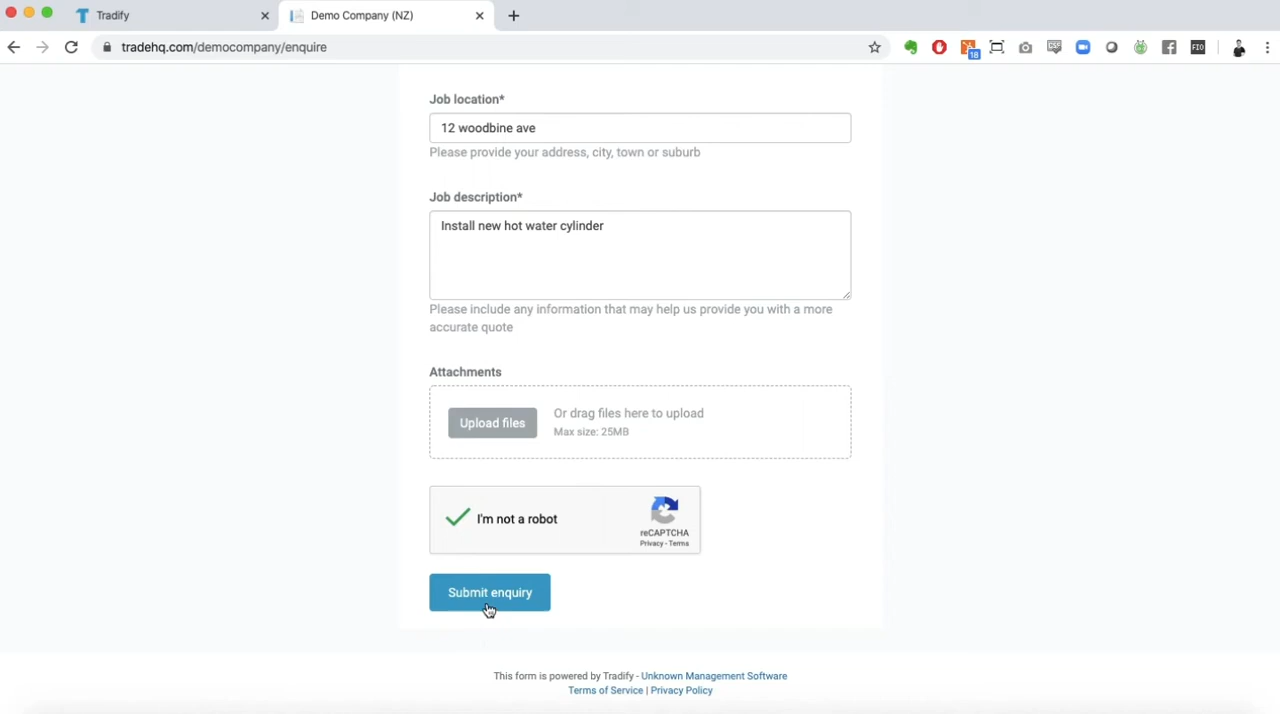 Tradify
Demo Company (NZ)
tradehq.com/democompany/enquire
18
FIO
Job location*
12 woodbine ave
Please provide your address, city, town or suburb
Job description*
Install new hot water cylinder
Please include any information that may help us provide you with a more
accurate quote
Attachments
Upload files
Or drag files here to upload
Max size: 25MB
I'm not a robot
reCAPTCHA
Privacy - Terms
Submit enquiry
This form is powered by Tradify - Unknown Management Software
Terms of Service | Privacy Policy